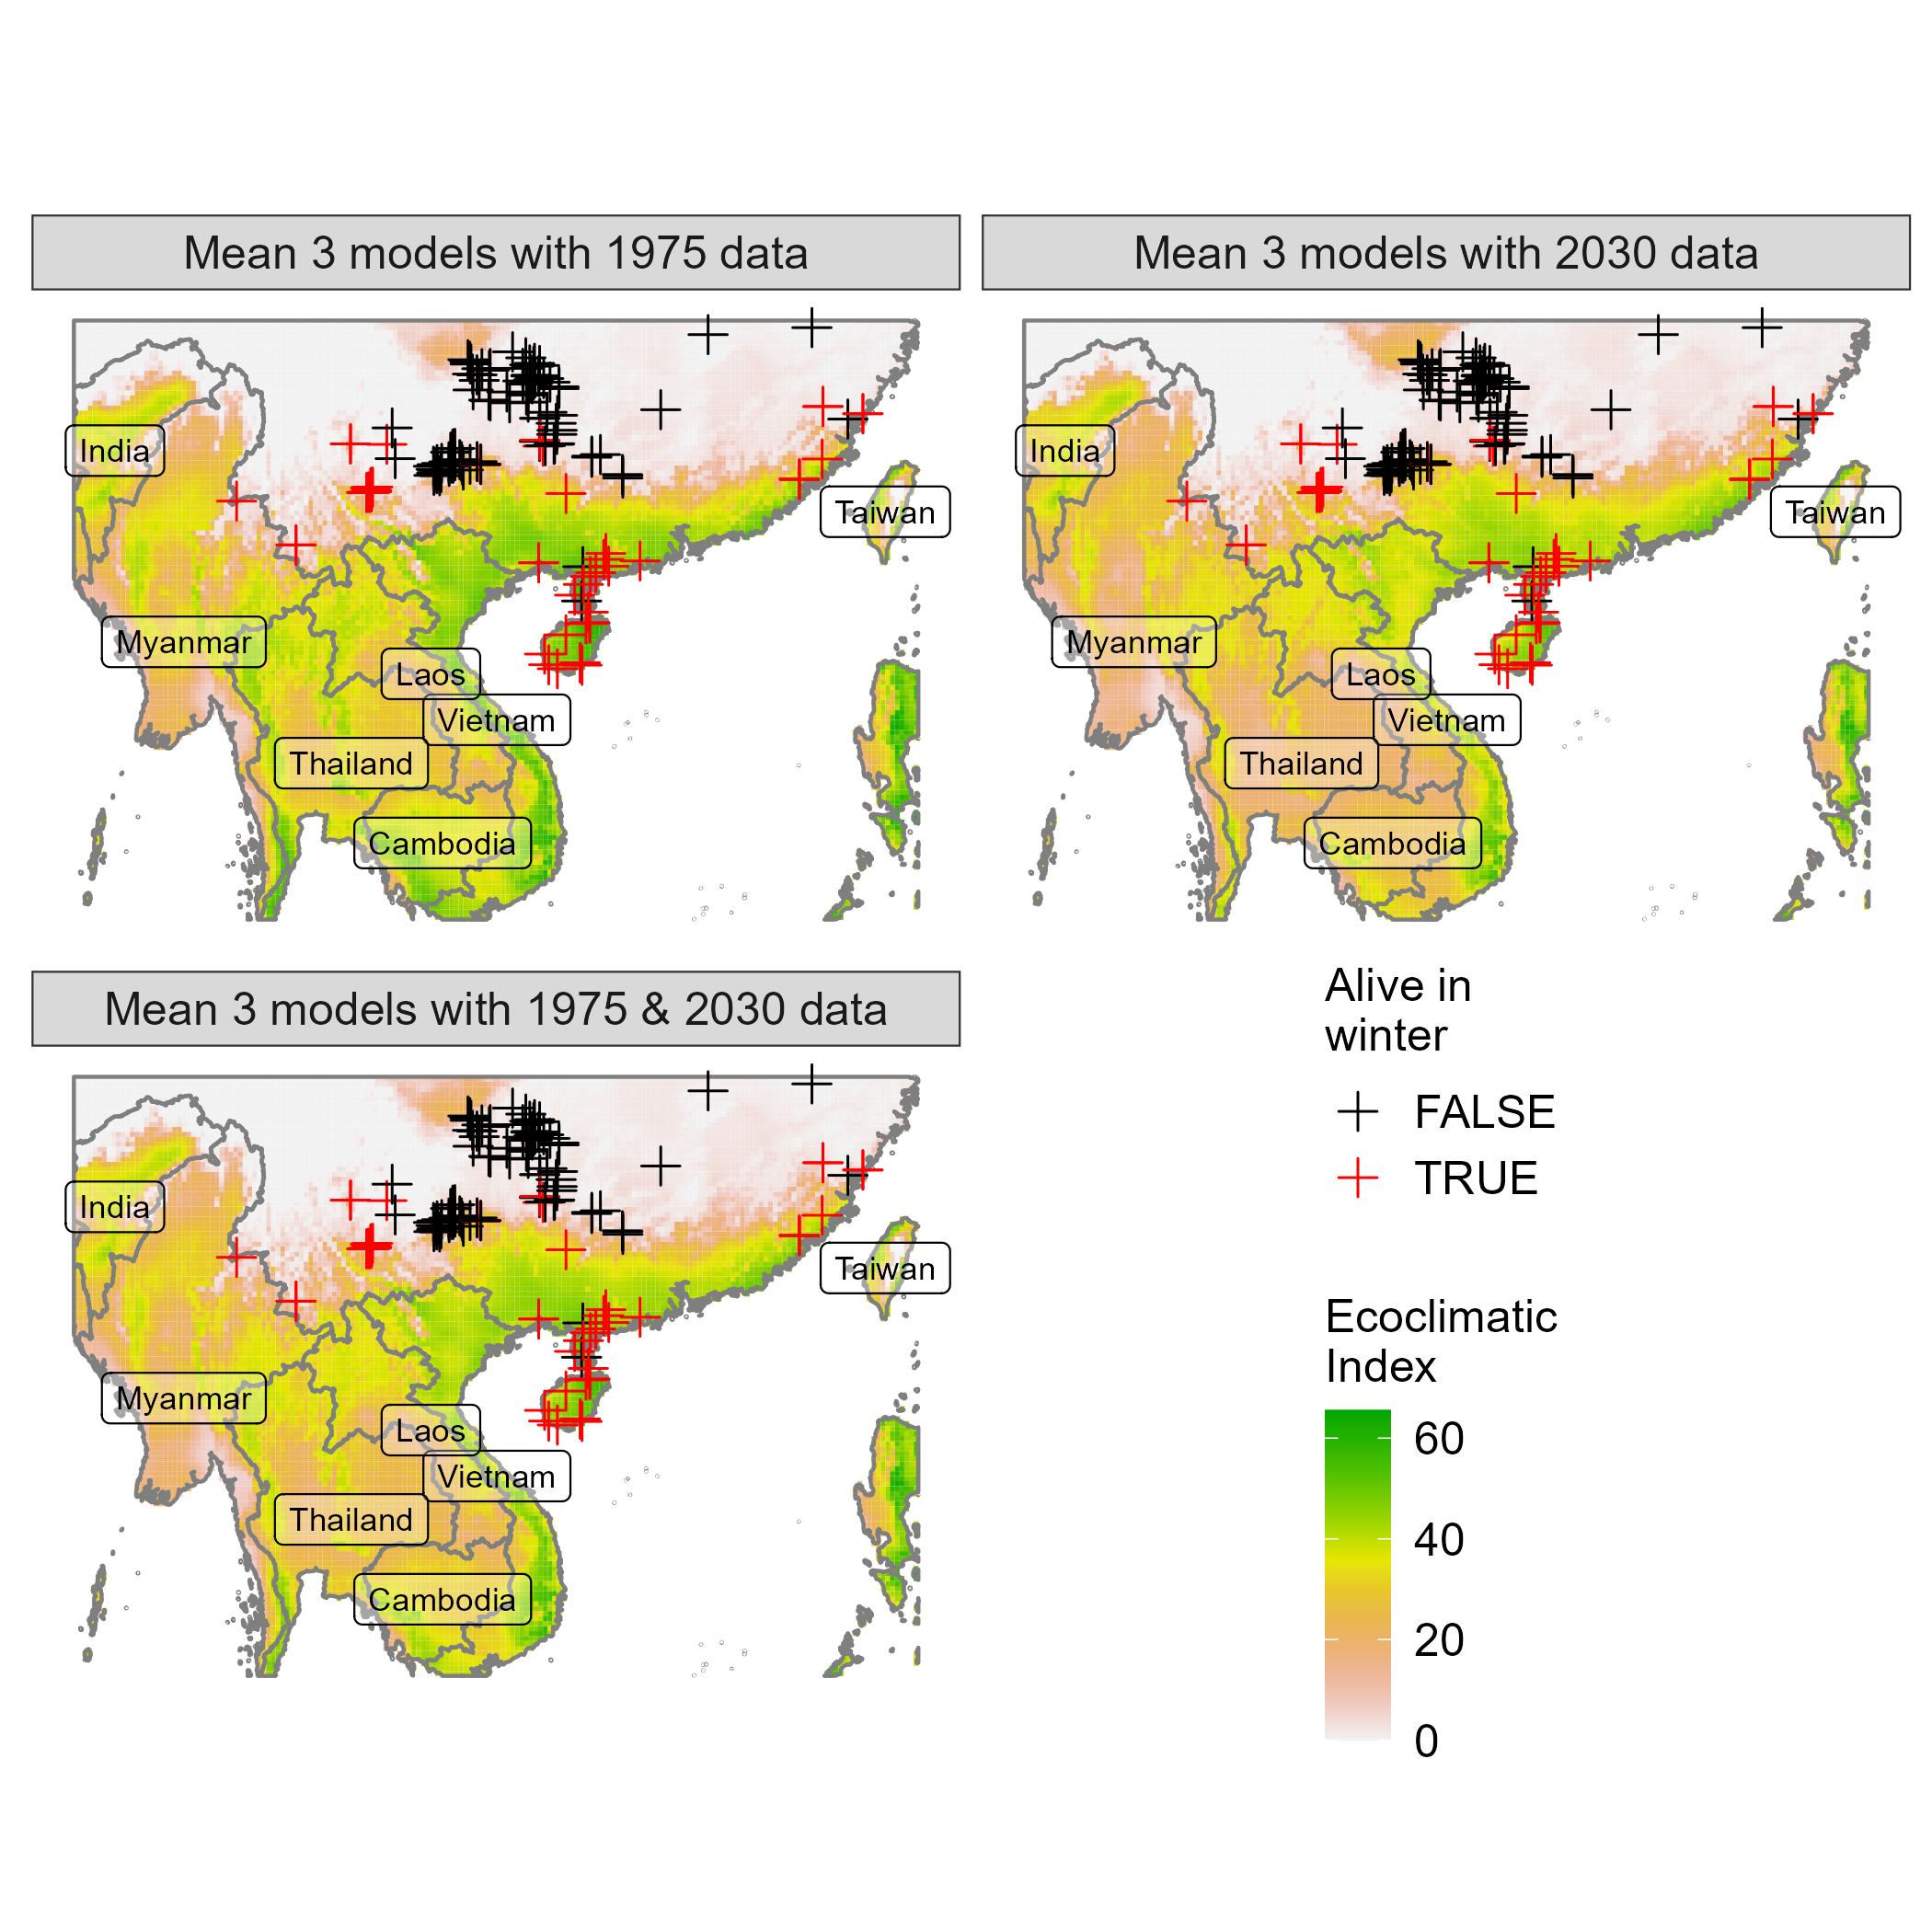 Mean 3 models with 1975 data
India
Taiwan
Myanmar
Laos
Vietnam
Thailand
Cambodia
Mean 3 models with 2030 data
India
Taiwan
Myanmar
Laos
Vietnam
Thailand
Cambodia
Mean 3 models with 1975 & 2030 data
India
Taiwan
Myanmar
Laos
Vietnam
Thailand
Cambodia
Alive in
winter
FALSE
TRUE
Ecoclimatic
Index
60
40
20
0